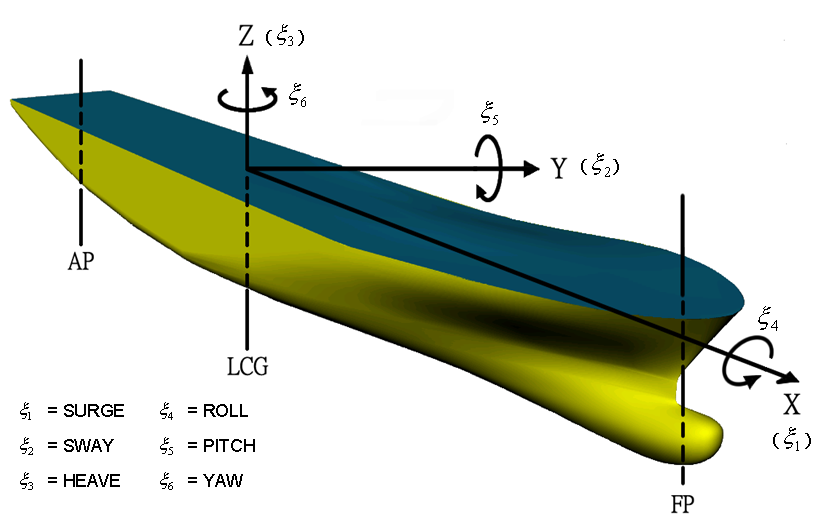 Z (ξ3)
ξ6
ξ5
Y (ξ2)
AP
LCG
ξ4
X
(ξ1)
FP
ξ1 = SURGE ξ4 = ROLL
ξ2 = SWAY ξ5 = PITCH
ξ3 = HEAVE ξ6 = YAW